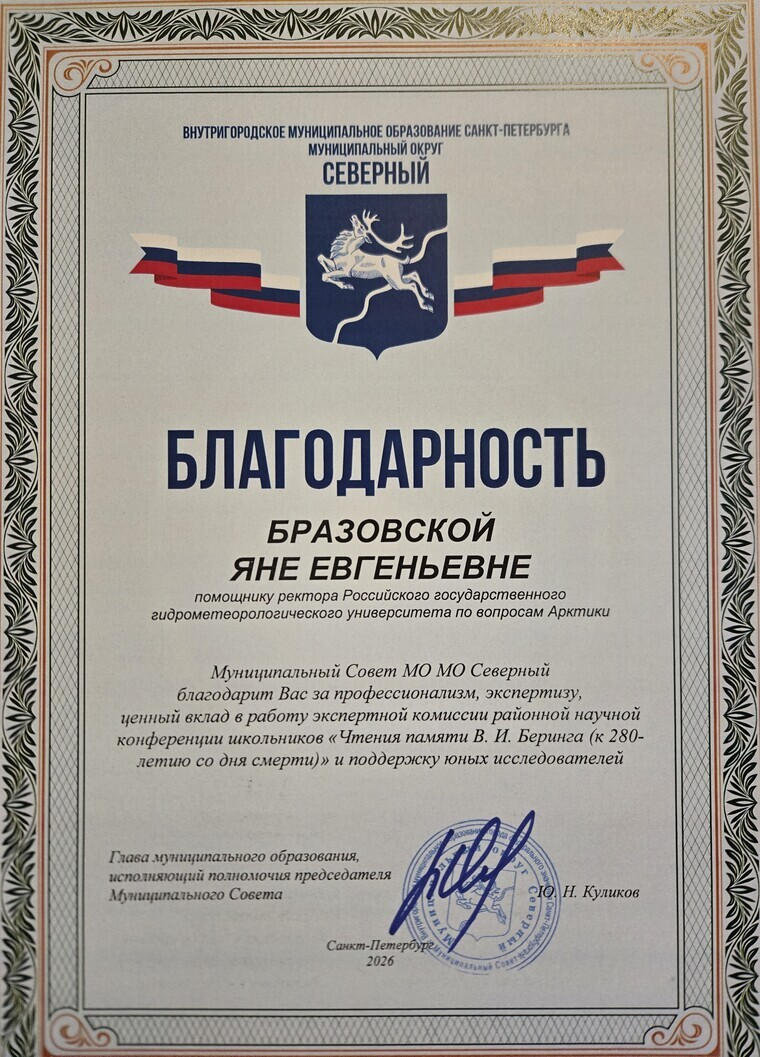 ВНУТРИГОРОДСКОЕ МУНИЦИПАЛЬНОЕ ОБРАЗОВАНИЕ САНКТ-ПЕТЕРБУРГА
МУНИЦИПАЛЬНЫЙ ОКРУГ
СЕВЕРНЫЙ
БЛАГОДАРНОСТЬ
БРАЗОВСКОЙ
ЯНЕ ЕВГЕНЬЕВНЕ
помощнику ректора Российского государственного
гидрометеорологического университета по вопросам Арктики
Муниципальный Совет МО МО Северный
благодарит Вас за профессионализм, экспертизу,
ценный вклад в работу экспертной комиссии районной научной
конференции школьников «Чтения памяти В. И. Беринга (к 280-
летию со дня смерти)» и поддержку юных исследователей
Глава муниципального образования,
исполняющий полномочия председателя
Муниципального Совета
Ю. Н. Куликов
Муниципальный округ Северный
Санкт-Петербург
2026